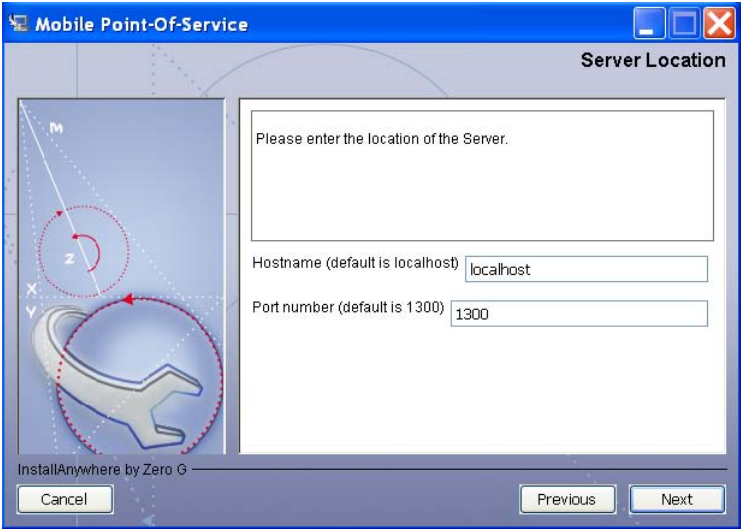 Mobile Point-Of-Service
Server Location
M
Z
X
Y
Please enter the location of the Server.
Hostname (default is localhost) localhost
Port number (default is 1300) 1300
InstallAnywhere by Zero G
Cancel Previous Next